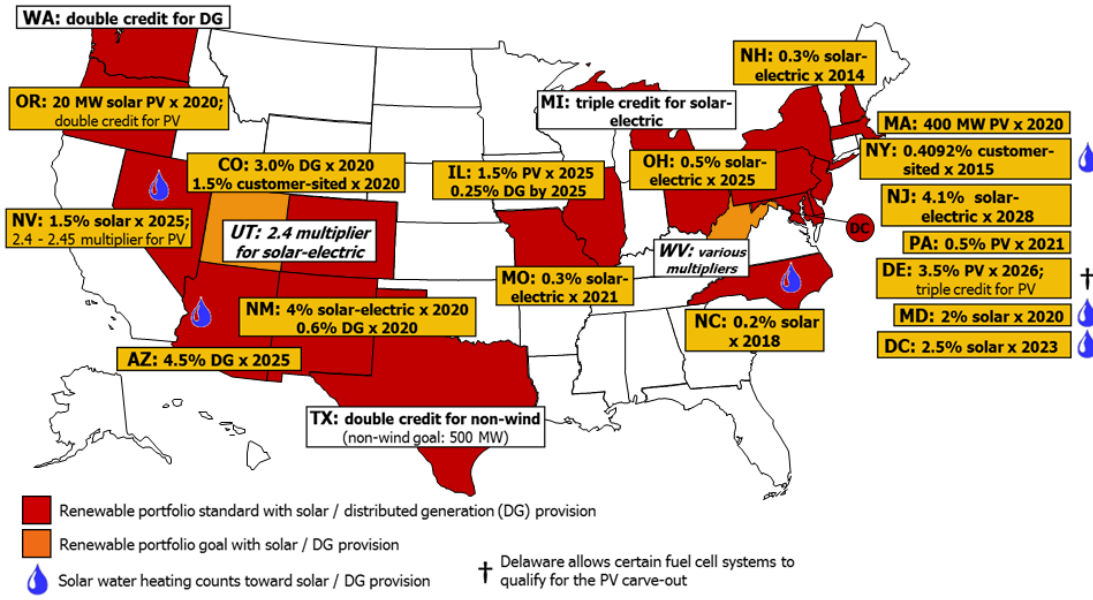 WA: double credit for DG
NH: 0.3% solar-
electric x 2014
OR: 20 MW solar PV x 2020;
double credit for PV
MI: triple credit for solar-
electric
MA: 400 MW PV x 2020
NY: 0.4092% customer-
sited x 2015
CO: 3.0% DG x 2020
1.5% customer-sited x 2020
IL: 1.5% PV x 2025
0.25% DG by 2025
OH: 0.5% solar-
electric x 2025
NJ: 4.1% solar-
electric x 2028
NV: 1.5% solar x 2025;
2.4 - 2.45 multiplier for PV
UT: 2.4 multiplier
for solar-electric
DC
WV: various
multipliers
PA: 0.5% PV x 2021
DE: 3.5% PV x 2026; †
triple credit for PV
MO: 0.3% solar-
electric x 2021
NM: 4% solar-electric x 2020
0.6% DG x 2020
NC: 0.2% solar
x 2018
MD: 2% solar x 2020
DC: 2.5% solar x 2023
AZ: 4.5% DG x 2025
TX: double credit for non-wind
(non-wind goal: 500 MW)
Renewable portfolio standard with solar / distributed generation (DG) provision
Renewable portfolio goal with solar / DG provision
Solar water heating counts toward solar / DG provision
† Delaware allows certain fuel cell systems to
qualify for the PV carve-out